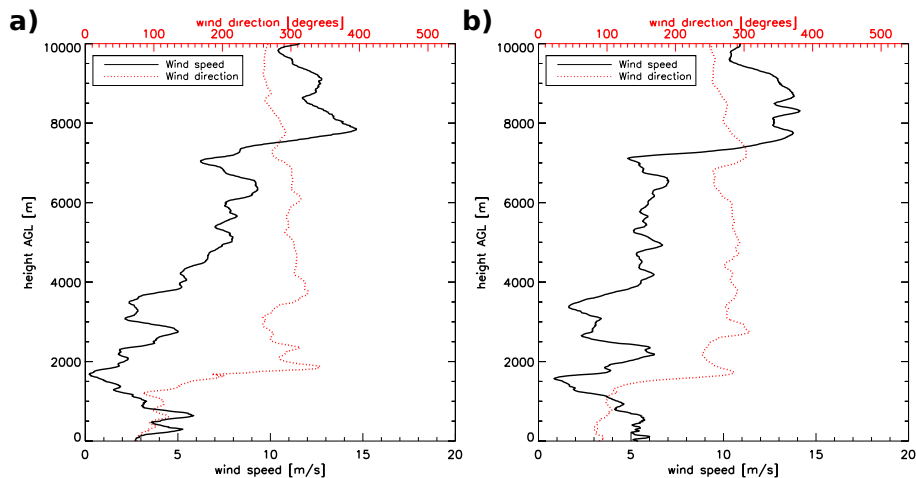 a)
wind direction [degrees]
0 100 200 300 400 500
10000
8000
6000
4000
2000
0
height AGL [m]
Wind speed
Wind direction
0 5 10 15 20
wind speed [m/s]
b)
wind direction [degrees]
0 100 200 300 400 500
10000
8000
6000
4000
2000
0
height AGL [m]
Wind speed
Wind direction
0 5 10 15 20
wind speed [m/s]